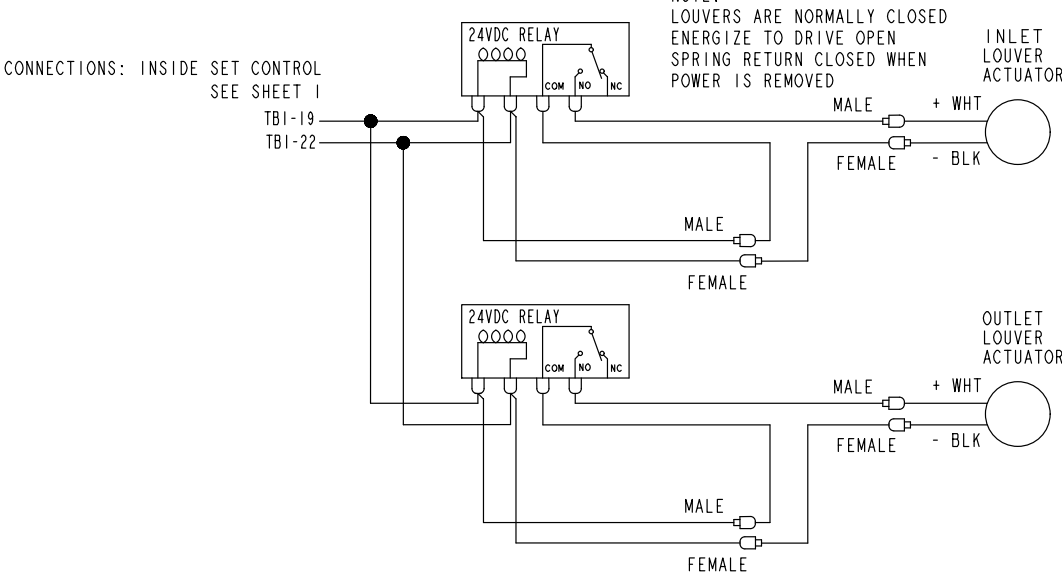 LOUVERS ARE NORMALLY CLOSED
ENERGIZE TO DRIVE OPEN
SPRING RETURN CLOSED WHEN
POWER IS REMOVED
24VDC RELAY
COM NO NC
INLET
LOUVER
ACTUATOR
CONNECTIONS: INSIDE SET CONTROL
SEE SHEET 1
TB1-19
TB1-22
MALE
+ WHT
FEMALE
- BLK
MALE
FEMALE
24VDC RELAY
COM NO NC
OUTLET
LOUVER
ACTUATOR
MALE
+ WHT
FEMALE
- BLK
MALE
FEMALE